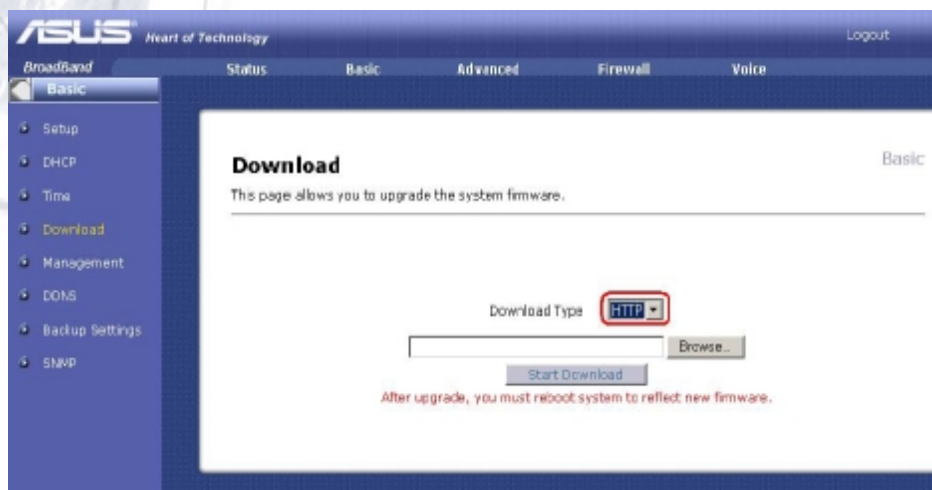 ASUS Heart of Technology
Logout
BroadBand
Status Basic Advanced Firewall Voice
Basic
Setup
DHCP
Time
Download
Management
DDNS
Backup Settings
SNMP
Download
Basic
This page allows you to upgrade the system firmware.
Download Type HTTP
Browse...
Start Download
After upgrade, you must reboot system to reflect new firmware.